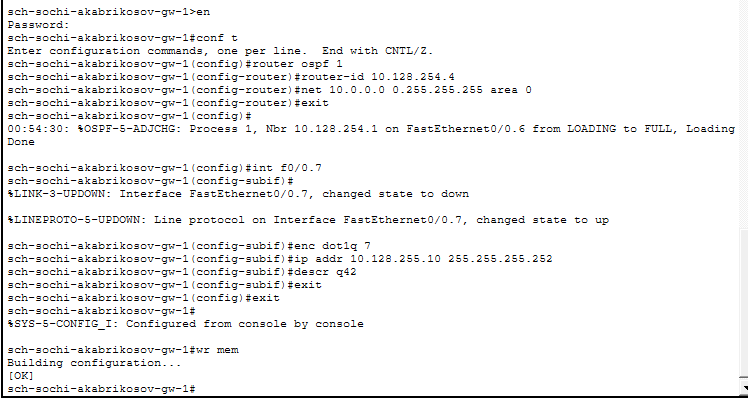 sch-sochi-akabrikosov-gw-1>en
Password:
sch-sochi-akabrikosov-gw-1#conf t
Enter configuration commands, one per line.  End with CNTL/Z.
sch-sochi-akabrikosov-gw-1(config)#router ospf 1
sch-sochi-akabrikosov-gw-1(config-router)#router-id 10.128.254.4
sch-sochi-akabrikosov-gw-1(config-router)#net 10.0.0.0 0.255.255.255 area 0
sch-sochi-akabrikosov-gw-1(config-router)#exit
sch-sochi-akabrikosov-gw-1(config)#
00:54:30: %OSPF-5-ADJCHG: Process 1, Nbr 10.128.254.1 on FastEthernet0/0.6 from LOADING to FULL, Loading
Done
sch-sochi-akabrikosov-gw-1(config)#int f0/0.7
sch-sochi-akabrikosov-gw-1(config-subif)#
%LINK-3-UPDOWN: Interface FastEthernet0/0.7, changed state to down
%LINEPROTO-5-UPDOWN: Line protocol on Interface FastEthernet0/0.7, changed state to up
sch-sochi-akabrikosov-gw-1(config-subif)#enc dot1q 7
sch-sochi-akabrikosov-gw-1(config-subif)#ip addr 10.128.255.10 255.255.255.252
sch-sochi-akabrikosov-gw-1(config-subif)#descr q42
sch-sochi-akabrikosov-gw-1(config-subif)#exit
sch-sochi-akabrikosov-gw-1(config)#exit
sch-sochi-akabrikosov-gw-1#
%SYS-5-CONFIG_I: Configured from console by console
sch-sochi-akabrikosov-gw-1#wr mem
Building configuration...
[OK]
sch-sochi-akabrikosov-gw-1#